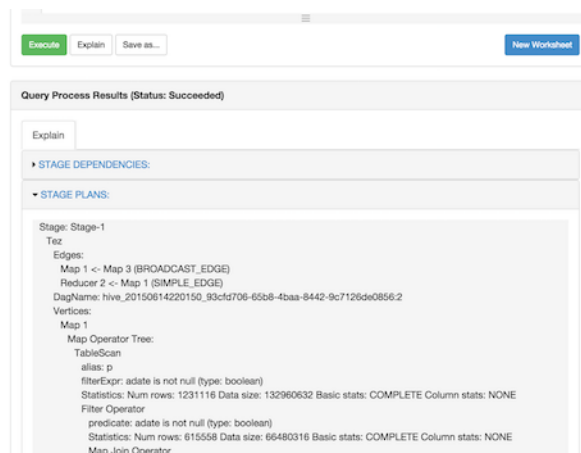 Execute Explain Save as... New Worksheet
Query Process Results (Status: Succeeded)
Explain
STAGE DEPENDENCIES:
STAGE PLANS:
Stage: Stage-1
Tez
Edges:
Map 1 <- Map 3 (BROADCAST_EDGE)
Reducer 2 <- Map 1 (SIMPLE_EDGE)
DagName: hive_20150614220150_93cfd706-65b8-4baa-8442-9c7126de0856:2
Vertices:
Map 1
Map Operator Tree:
TableScan
alias: p
filterExpr: adate is not null (type: boolean)
Statistics: Num rows: 1231116 Data size: 132960632 Basic stats: COMPLETE Column stats: NONE
Filter Operator
predicate: adate is not null (type: boolean)
Statistics: Num rows: 615558 Data size: 66480316 Basic stats: COMPLETE Column stats: NONE
Map Join Operator